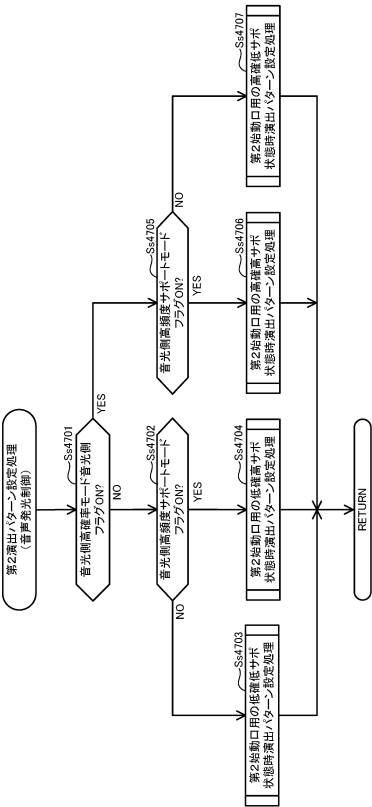 第2演出パターン設定処理
(音声発光制御)
Ss4701
音光側高確率モード音光側
フラグON?
YES
NO
Ss4702
音光側高頻度サポートモード
フラグON?
NO
YES
Ss4705
音光側高頻度サポートモード
フラグON?
NO
YES
Ss4703
第2始動口用の低確低サポ
状態時演出パターン設定処理
Ss4704
第2始動口用の低確高サポ
状態時演出パターン設定処理
Ss4706
第2始動口用の高確高サポ
状態時演出パターン設定処理
Ss4707
第2始動口用の高確低サポ
状態時演出パターン設定処理
RETURN